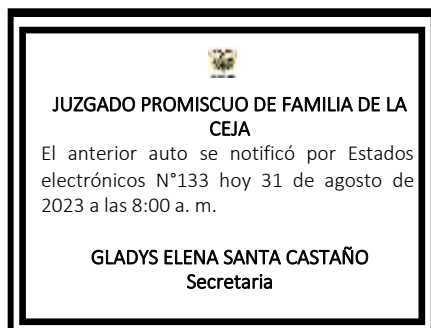 JUZGADO PROMISCUO DE FAMILIA DE LA
CEJA
El anterior auto se notificó por Estados
electrónicos N°133 hoy 31 de agosto de
2023 a las 8:00 a. m.
GLADYS ELENA SANTA CASTAÑO
Secretaria